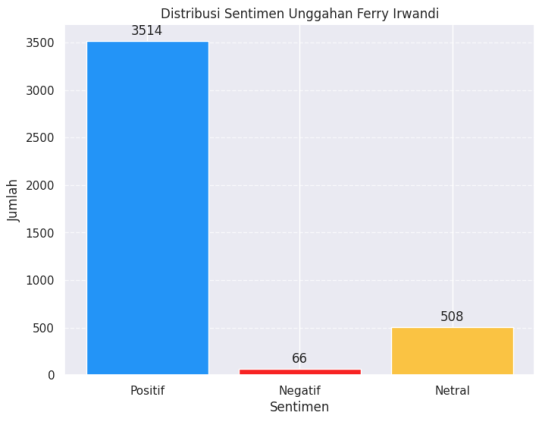 Distribusi Sentimen Unggahan Ferry Irwandi
3514
3500
3000
2500
2000
1500
1000
500
0
Jumlah
66
508
Positif
Negatif
Netral
Sentimen